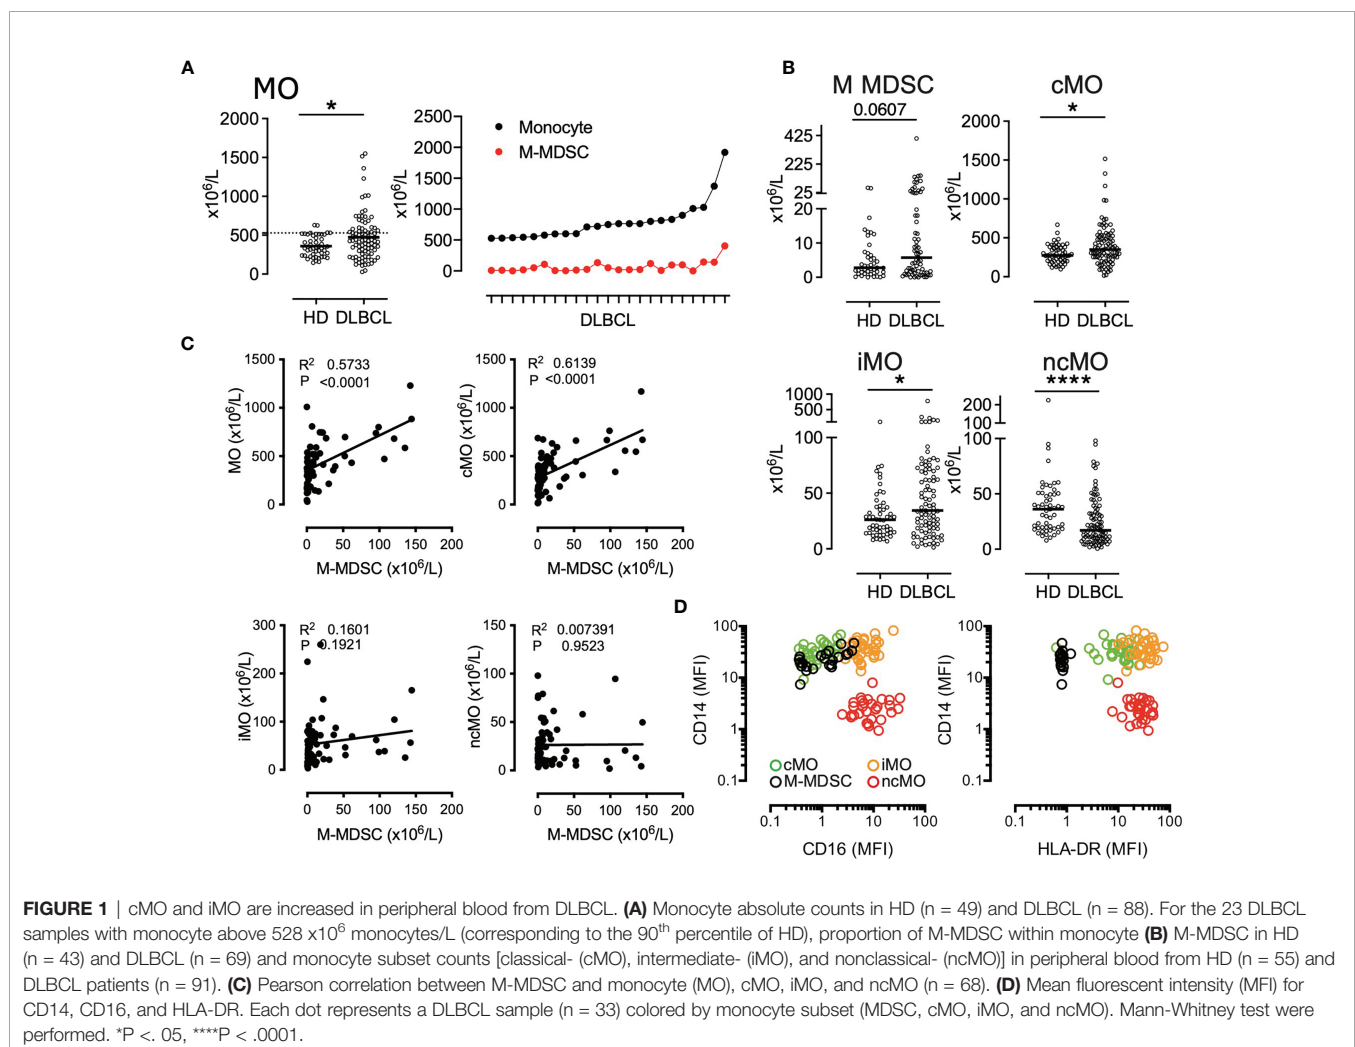 A
MO
*
x10⁶/L
2000
1500
1000
500
0
HD DLBCL
x10⁶/L
2500
2000
1500
1000
500
0
Monocyte
M-MDSC
DLBCL
B
M MDSC
0.0607
x10⁶/L
425
225
25
20
10
0
HD DLBCL
cMO
*
x10⁶/L
2000
1500
1000
500
0
HD DLBCL
iMO
*
x10⁶/L
1000
500
100
50
0
HD DLBCL
ncMO
****
x10⁶/L
200
100
100
50
0
HD DLBCL
C
R² 0.5733
P <0.0001
MO (x10⁶/L)
1500
1000
500
0
0 50 100 150 200
M-MDSC (x10⁶/L)
R² 0.6139
P <0.0001
cMO (x10⁶/L)
1500
1000
500
0
0 50 100 150 200
M-MDSC (x10⁶/L)
R² 0.1601
P 0.1921
iMO (x10⁶/L)
300
200
100
0
0 50 100 150 200
M-MDSC (x10⁶/L)
R² 0.007391
P 0.9523
ncMO (x10⁶/L)
150
100
50
0
0 50 100 150 200
M-MDSC (x10⁶/L)
D
CD14 (MFI)
100
10
1
0.1
cMO iMO
M-MDSC ncMO
0.1 1 10 100
CD16 (MFI)
CD14 (MFI)
100
10
1
0.1
0.1 1 10 100
HLA-DR (MFI)
FIGURE 1 | cMO and iMO are increased in peripheral blood from DLBCL. (A) Monocyte absolute counts in HD (n = 49) and DLBCL (n = 88). For the 23 DLBCL
samples with monocyte above 528 x10⁶ monocytes/L (corresponding to the 90th percentile of HD), proportion of M-MDSC within monocyte (B) M-MDSC in HD
(n = 43) and DLBCL (n = 69) and monocyte subset counts [classical- (cMO), intermediate- (iMO), and nonclassical- (ncMO)] in peripheral blood from HD (n = 55) and
DLBCL patients (n = 91). (C) Pearson correlation between M-MDSC and monocyte (MO), cMO, iMO, and ncMO (n = 68). (D) Mean fluorescent intensity (MFI) for
CD14, CD16, and HLA-DR. Each dot represents a DLBCL sample (n = 33) colored by monocyte subset (MDSC, cMO, iMO, and ncMO). Mann-Whitney test were
performed. *P <. 05, ****P < .0001.